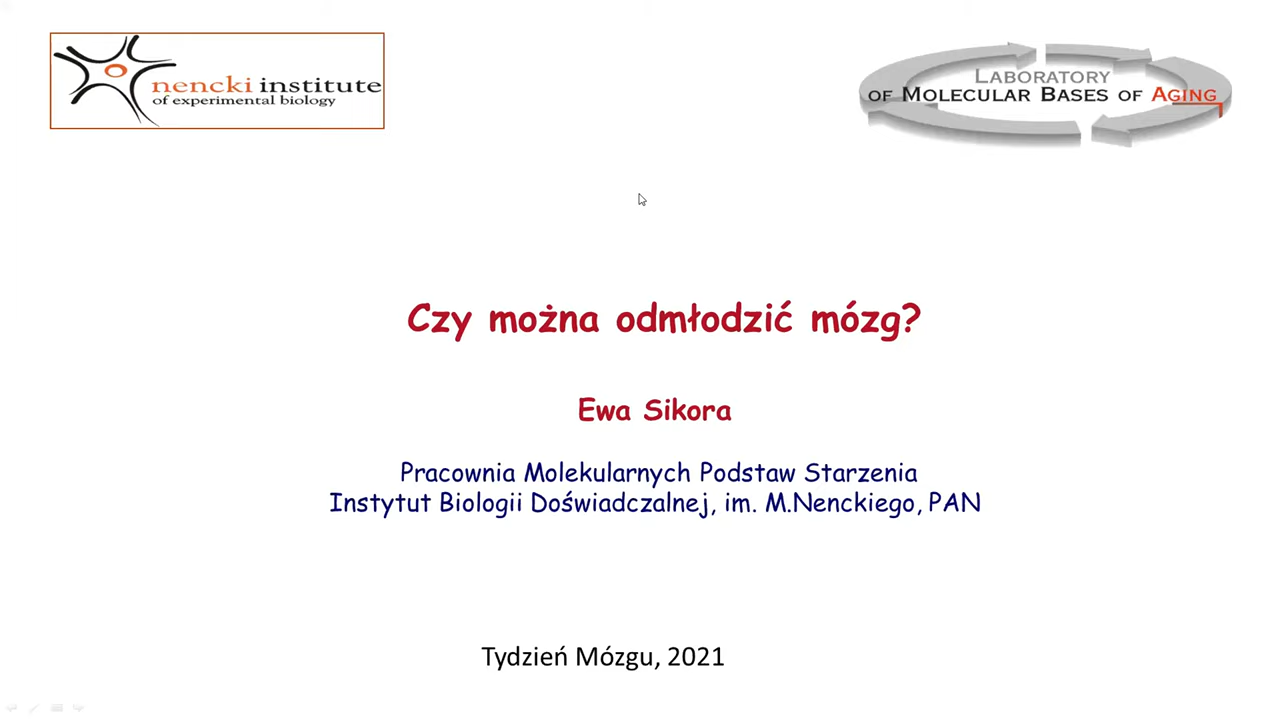 nencki institute
of experimental biology
LABORATORY
OF MOLECULAR BASES OF AGING
Czy można odmłodzić mózg?
Ewa Sikora
Pracownia Molekularnych Podstaw Starzenia
Instytut Biologii Doświadczalnej, im. M.Nenckiego, PAN
Tydzień Mózgu, 2021